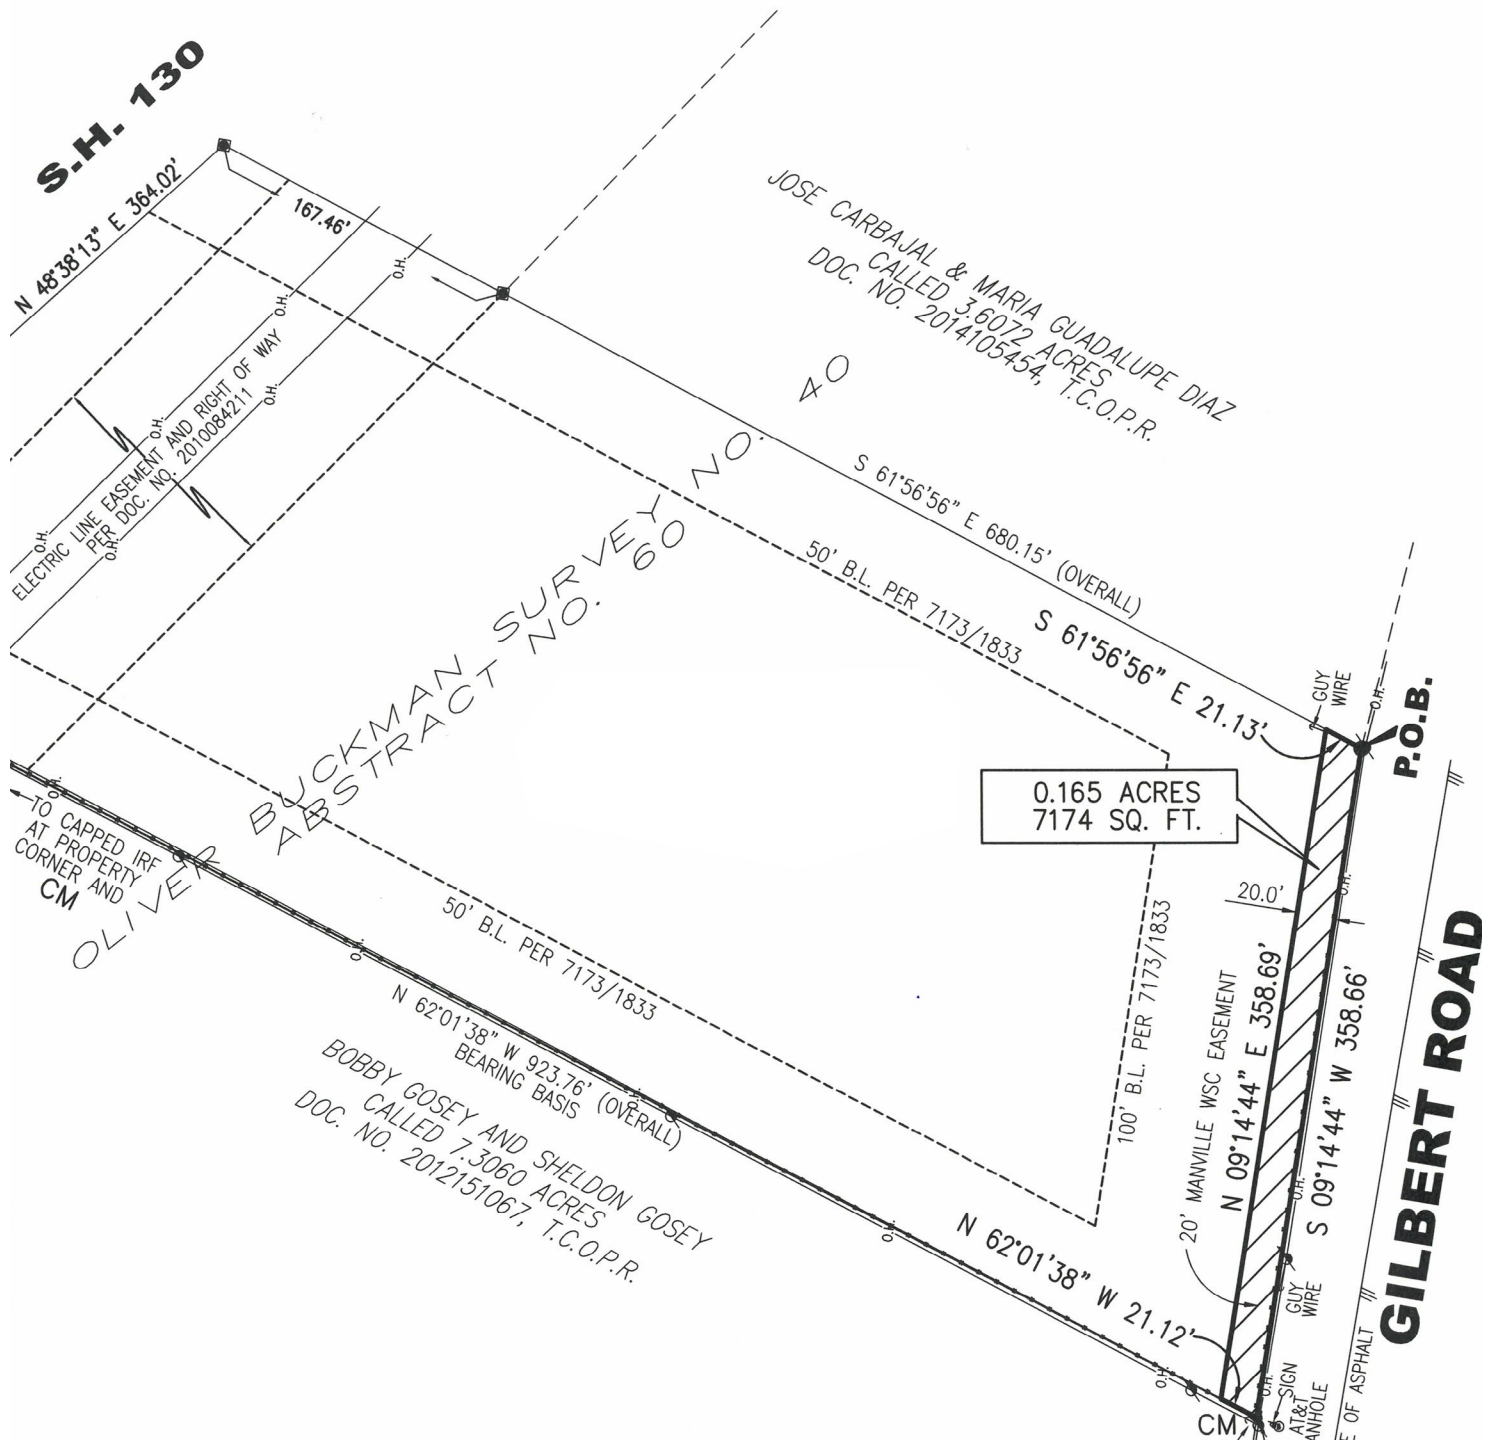 S.H. 130
N 48°38'13" E 364.02'
167.46'
O.H.
O.H.
O.H.
O.H.
O.H.
O.H.
ELECTRIC LINE EASEMENT AND RIGHT OF WAY
PER DOC. NO. 2010084211
JOSE CARBAJAL & MARIA GUADALUPE DIAZ
CALLED 3.6072 ACRES
DOC. NO. 2014105454, T.C.O.P.R.
OLIVER BUCKMAN SURVEY NO. 40
ABSTRACT NO. 60
S 61°56'56" E 680.15' (OVERALL)
50' B.L. PER 7173/1833
S 61°56'56" E 21.13'
GUY
WIRE
O.H.
P.O.B.
0.165 ACRES
7174 SQ. FT.
20.0'
O.H.
O.H.
TO CAPPED IRF
AT PROPERTY
CORNER AND
CM
50' B.L. PER 7173/1833
100' B.L. PER 7173/1833
20' MANVILLE WSC EASEMENT
N 09°14'44" E 358.69'
S 09°14'44" W 358.66'
GILBERT ROAD
N 62°01'38" W 923.76' (OVERALL)
BEARING BASIS
BOBBY GOSEY AND SHELDON GOSEY
CALLED 7.3060 ACRES
DOC. NO. 2012151067, T.C.O.P.R.
N 62°01'38" W 21.12'
O.H.
GUY
WIRE
O.H.
O.H.
SIGN
AT&T
ANHOLE
E OF ASPHALT
CM